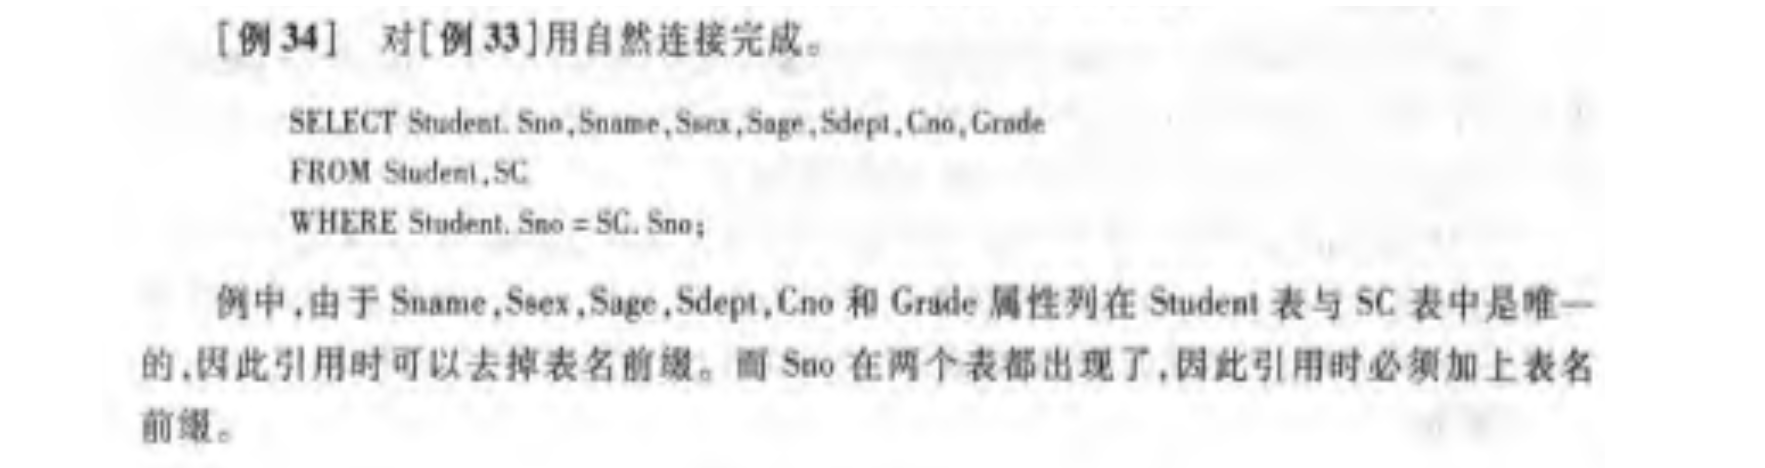 [例34] 对[例33]用自然连接完成。
SELECT Student. Sno,Sname,Ssex,Sage,Sdept,Cno,Grade
FROM Student,SC
WHERE Student. Sno = SC. Sno;
例中,由于 Sname,Ssex,Sage,Sdept,Cno 和 Grade 属性列在 Student 表与 SC 表中是唯一
的,因此引用时可以去掉表名前缀。而 Sno 在两个表都出现了,因此引用时必须加上表名
前缀。